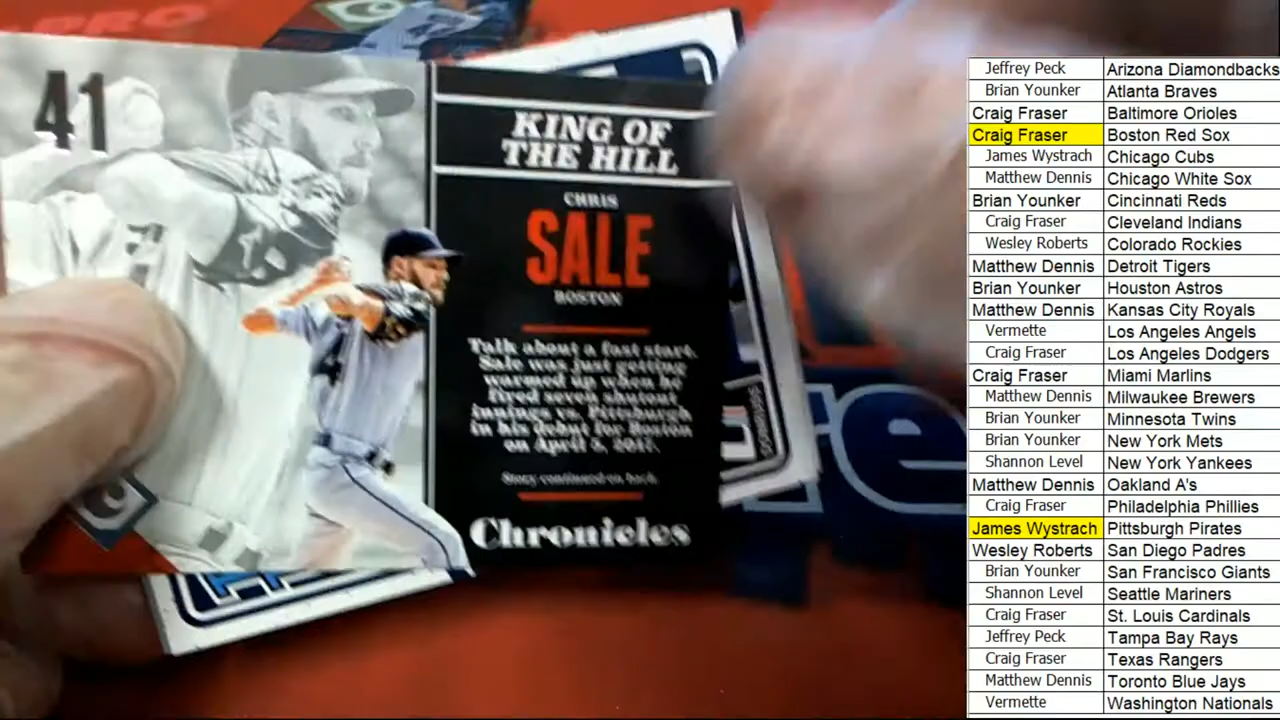 PRO
41
KING OF
THE HILL
CHRIS
SALE
BOSTON
Talk about a fast start.
Sale was just getting
warmed up when he
fired seven shutout
innings vs. Pittsburgh
in his debut for Boston
on April 5, 2017.
Story continued on back.
Chronicles
re
Jeffrey Peck Arizona Diamondbacks
Brian Younker Atlanta Braves
Craig Fraser Baltimore Orioles
Craig Fraser Boston Red Sox
James Wystrach Chicago Cubs
Matthew Dennis Chicago White Sox
Brian Younker Cincinnati Reds
Craig Fraser Cleveland Indians
Wesley Roberts Colorado Rockies
Matthew Dennis Detroit Tigers
Brian Younker Houston Astros
Matthew Dennis Kansas City Royals
Vermette Los Angeles Angels
Craig Fraser Los Angeles Dodgers
Craig Fraser Miami Marlins
Matthew Dennis Milwaukee Brewers
Brian Younker Minnesota Twins
Brian Younker New York Mets
Shannon Level New York Yankees
Matthew Dennis Oakland A's
Craig Fraser Philadelphia Phillies
James Wystrach Pittsburgh Pirates
Wesley Roberts San Diego Padres
Brian Younker San Francisco Giants
Shannon Level Seattle Mariners
Craig Fraser St. Louis Cardinals
Jeffrey Peck Tampa Bay Rays
Craig Fraser Texas Rangers
Matthew Dennis Toronto Blue Jays
Vermette Washington Nationals